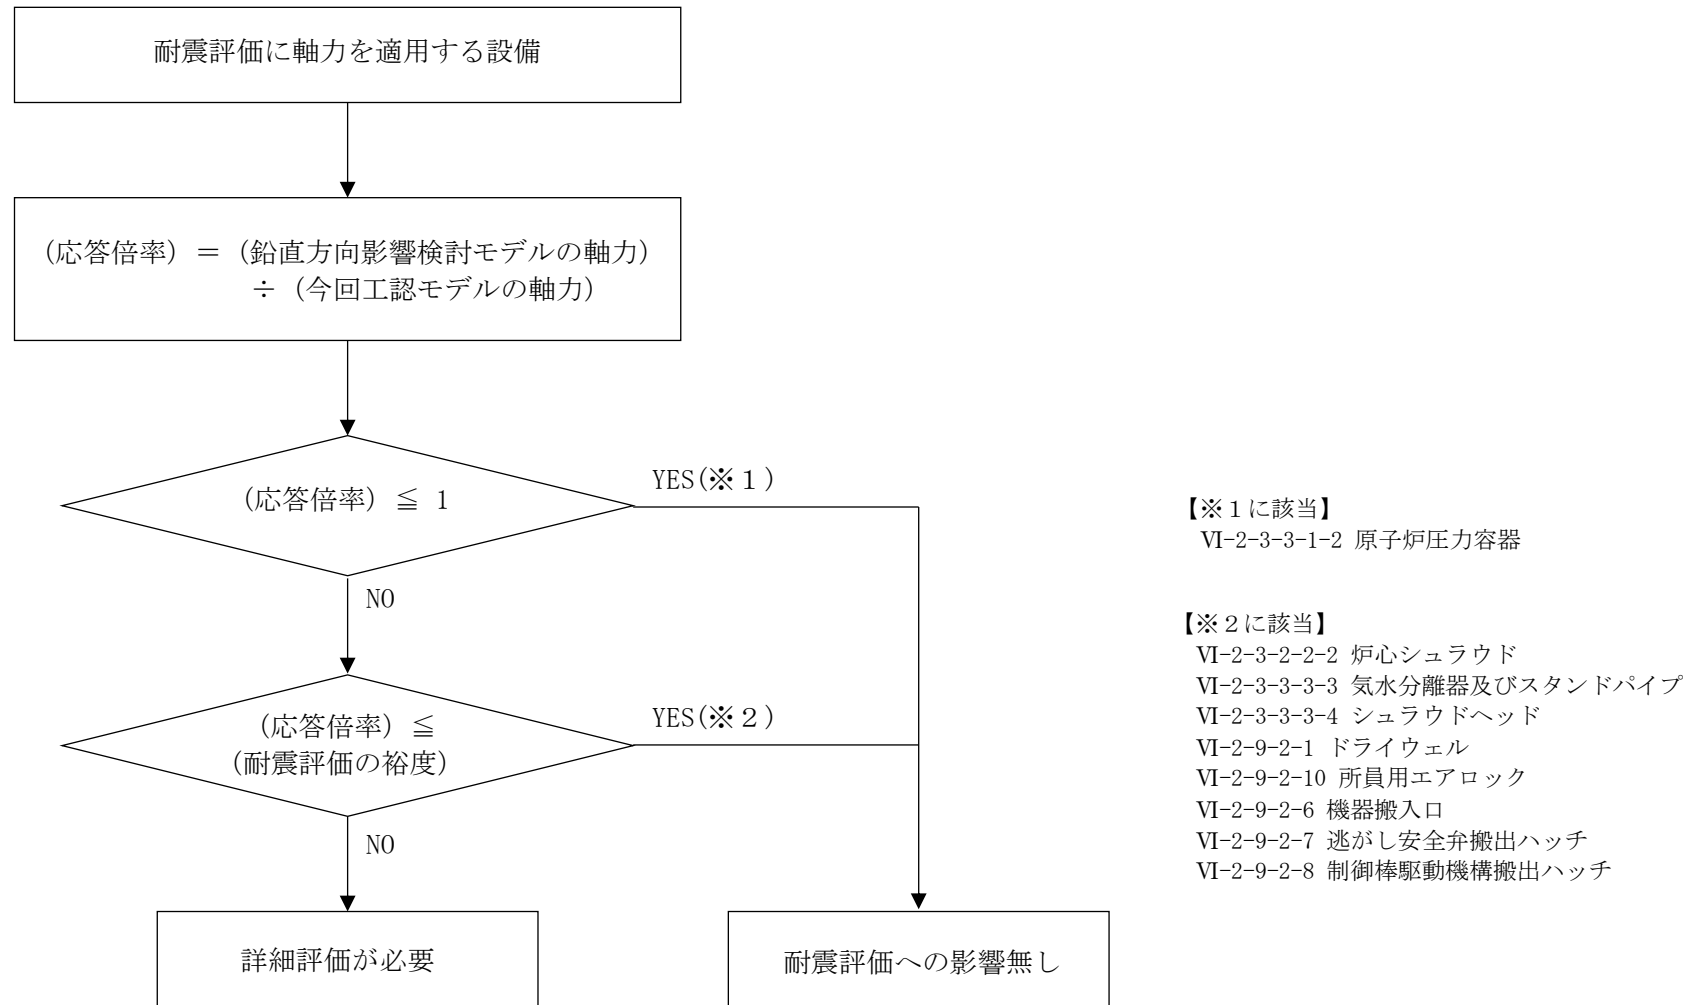 耐震評価に軸力を適用する設備
(応答倍率) = (鉛直方向影響検討モデルの軸力)
÷ (今回工認モデルの軸力)
(応答倍率) ≦ 1
YES(※1)
NO
(応答倍率) ≦
(耐震評価の裕度)
YES(※2)
NO
詳細評価が必要
耐震評価への影響無し
【※1に該当】
Ⅵ-2-3-3-1-2 原子炉圧力容器
【※2に該当】
Ⅵ-2-3-2-2-2 炉心シュラウド
Ⅵ-2-3-3-3-3 気水分離器及びスタンドパイプ
Ⅵ-2-3-3-3-4 シュラウドヘッド
Ⅵ-2-9-2-1 ドライウェル
Ⅵ-2-9-2-10 所員用エアロック
Ⅵ-2-9-2-6 機器搬入口
Ⅵ-2-9-2-7 逃がし安全弁搬出ハッチ
Ⅵ-2-9-2-8 制御棒駆動機構搬出ハッチ